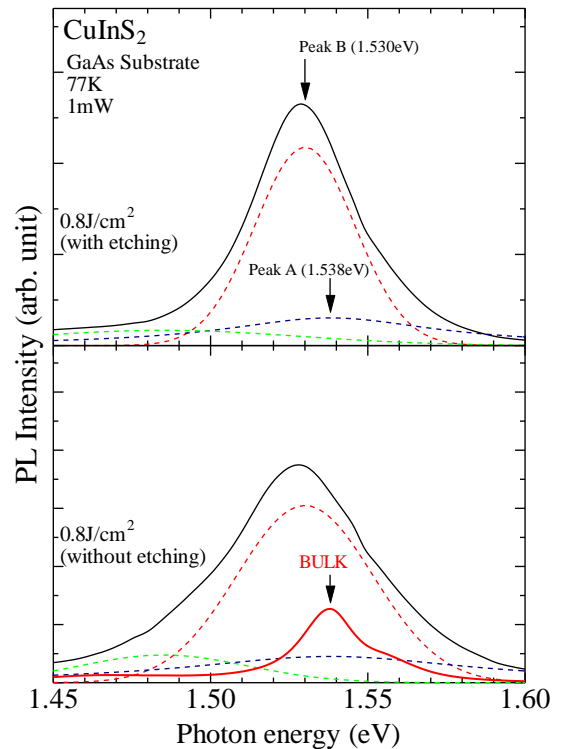 CuInS₂
GaAs Substrate
77K
1mW
Peak B (1.530eV)
0.8J/cm²
(with etching)
Peak A (1.538eV)
0.8J/cm²
(without etching)
BULK
PL Intensity (arb. unit)
1.45 1.50 1.55 1.60
Photon energy (eV)